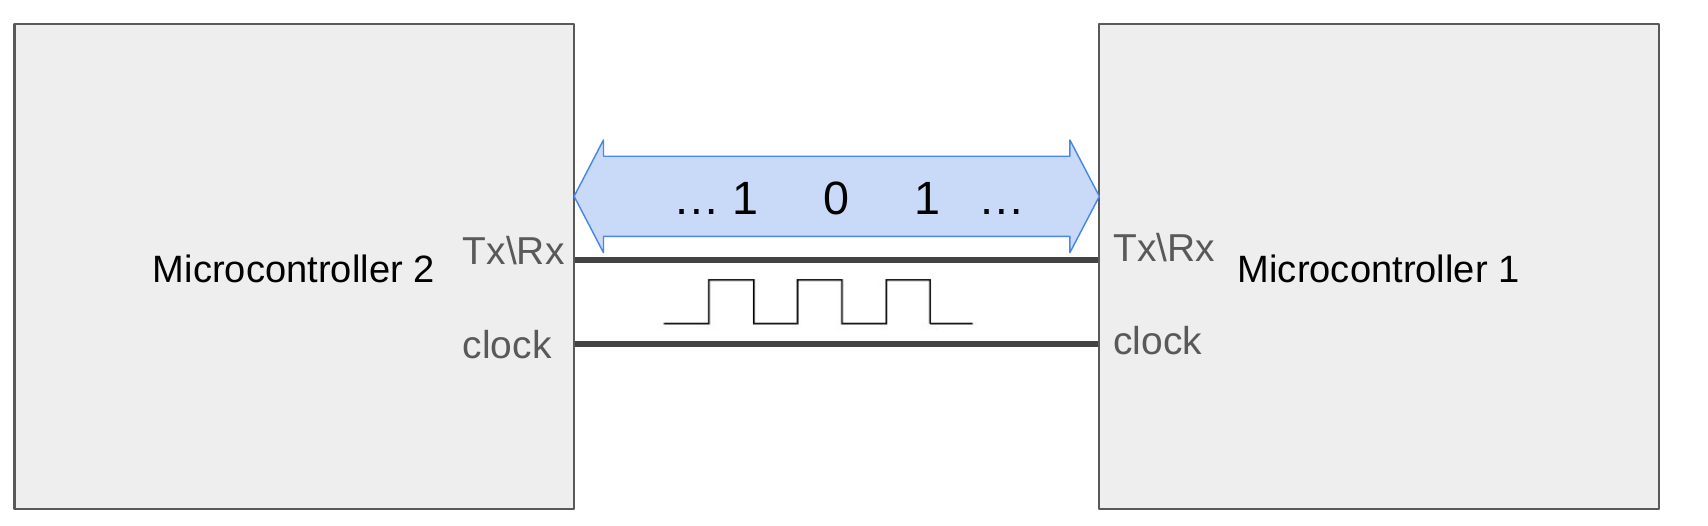 ... 1 0 1 ...
Tx\Rx
Tx\Rx
Microcontroller 2
Microcontroller 1
clock
clock